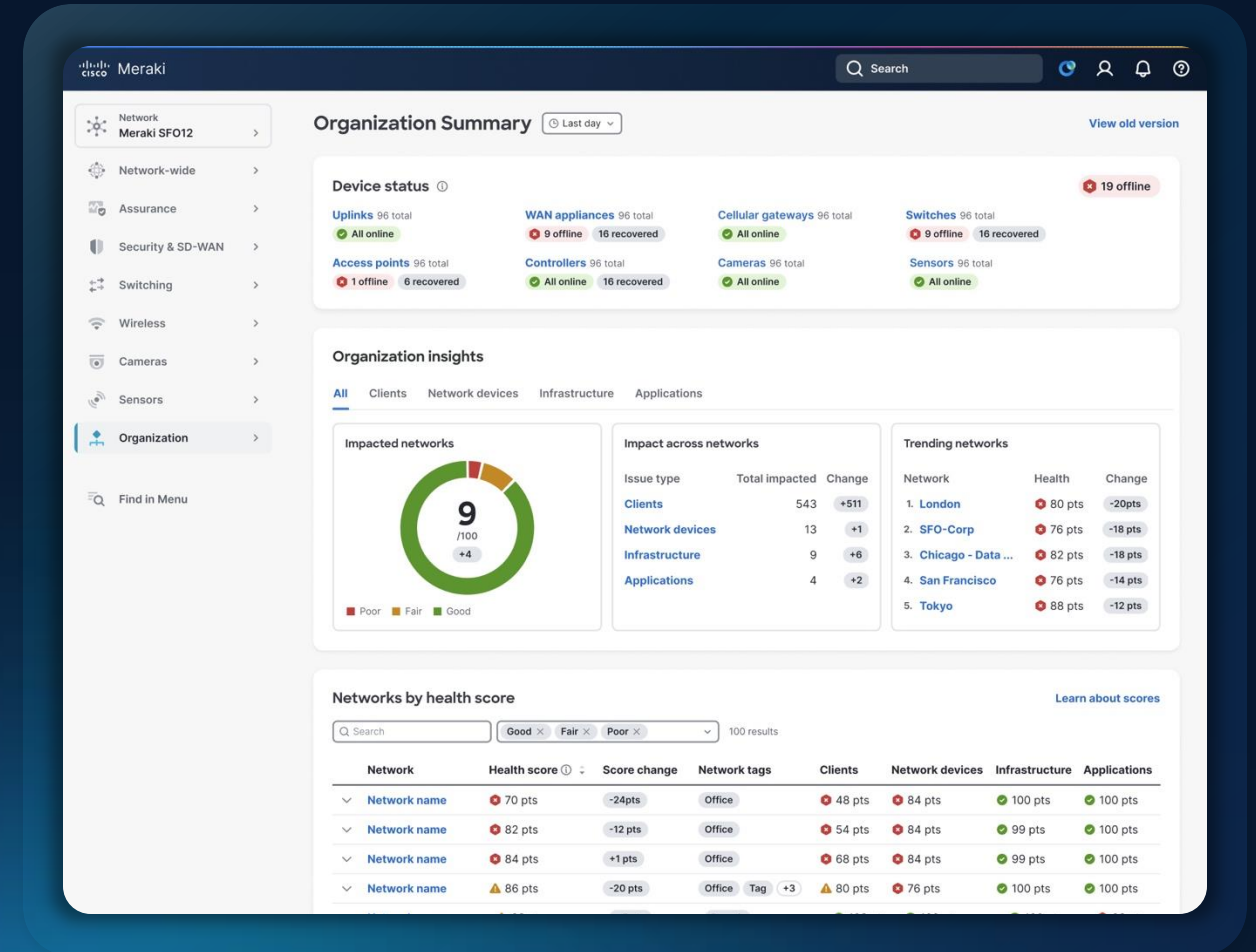 CISCO Meraki
Search
Network
Meraki SFO12
Network-wide
Assurance
Security & SD-WAN
Switching
Wireless
Cameras
Sensors
Organization
Find in Menu
Organization Summary
Last day
View old version
Device status
19 offline
Uplinks 96 total
All online
WAN appliances 96 total
9 offline 16 recovered
Cellular gateways 96 total
All online
Switches 96 total
9 offline 16 recovered
Access points 96 total
1 offline 6 recovered
Controllers 96 total
All online 16 recovered
Cameras 96 total
All online
Sensors 96 total
All online
Organization insights
All Clients Network devices Infrastructure Applications
Impacted networks
9
/100
+4
Poor Fair Good
Impact across networks
Issue type Total impacted Change
Clients 543 +511
Network devices 13 +1
Infrastructure 9 +6
Applications 4 +2
Trending networks
Network Health Change
1. London 80 pts -20pts
2. SFO-Corp 76 pts -18 pts
3. Chicago - Data ... 82 pts -18 pts
4. San Francisco 76 pts -14 pts
5. Tokyo 88 pts -12 pts
Networks by health score
Learn about scores
Search
Good Fair Poor
100 results
Network Health score Score change Network tags Clients Network devices Infrastructure Applications
Network name 70 pts -24pts Office 48 pts 84 pts 100 pts 100 pts
Network name 82 pts -12 pts Office 54 pts 84 pts 99 pts 100 pts
Network name 84 pts +1 pts Office 68 pts 84 pts 99 pts 100 pts
Network name 86 pts -20 pts Office Tag +3 80 pts 76 pts 100 pts 100 pts